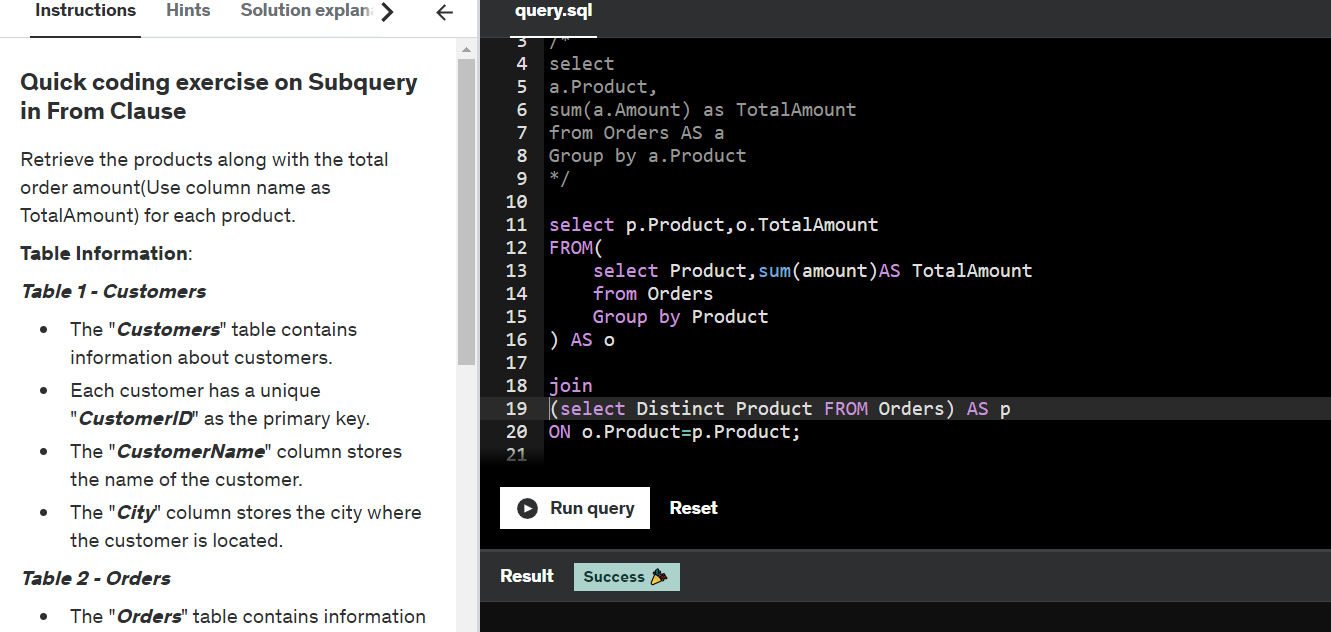 Instructions
Hints
Solution explan
query.sql
Quick coding exercise on Subquery
in From Clause
Retrieve the products along with the total
order amount(Use column name as
TotalAmount) for each product.
Table Information:
Table 1 - Customers
The "Customers" table contains
information about customers.
Each customer has a unique
"CustomerID" as the primary key.
The "CustomerName" column stores
the name of the customer.
The "City" column stores the city where
the customer is located.
Table 2 - Orders
The "Orders" table contains information
3 /*
4 select
5 a.Product,
6 sum(a.Amount) as TotalAmount
7 from Orders AS a
8 Group by a.Product
9 */
10
11 select p.Product,o.TotalAmount
12 FROM(
13 select Product,sum(amount)AS TotalAmount
14 from Orders
15 Group by Product
16 ) AS o
17
18 join
19 (select Distinct Product FROM Orders) AS p
20 ON o.Product=p.Product;
21
Run query
Reset
Result
Success